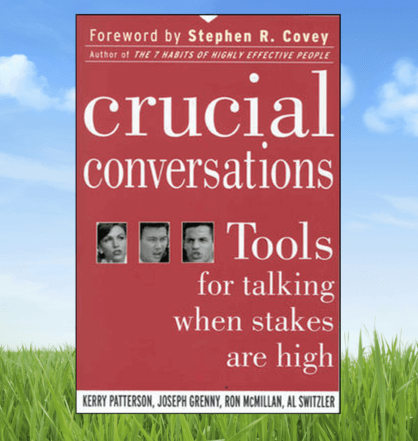 Foreword by Stephen R. Covey
Author of THE 7 HABITS OF HIGHLY EFFECTIVE PEOPLE
crucial
conversations
Tools
for talking
when stakes
are high
KERRY PATTERSON, JOSEPH GRENNY, RON McMILLAN, AL SWITZLER